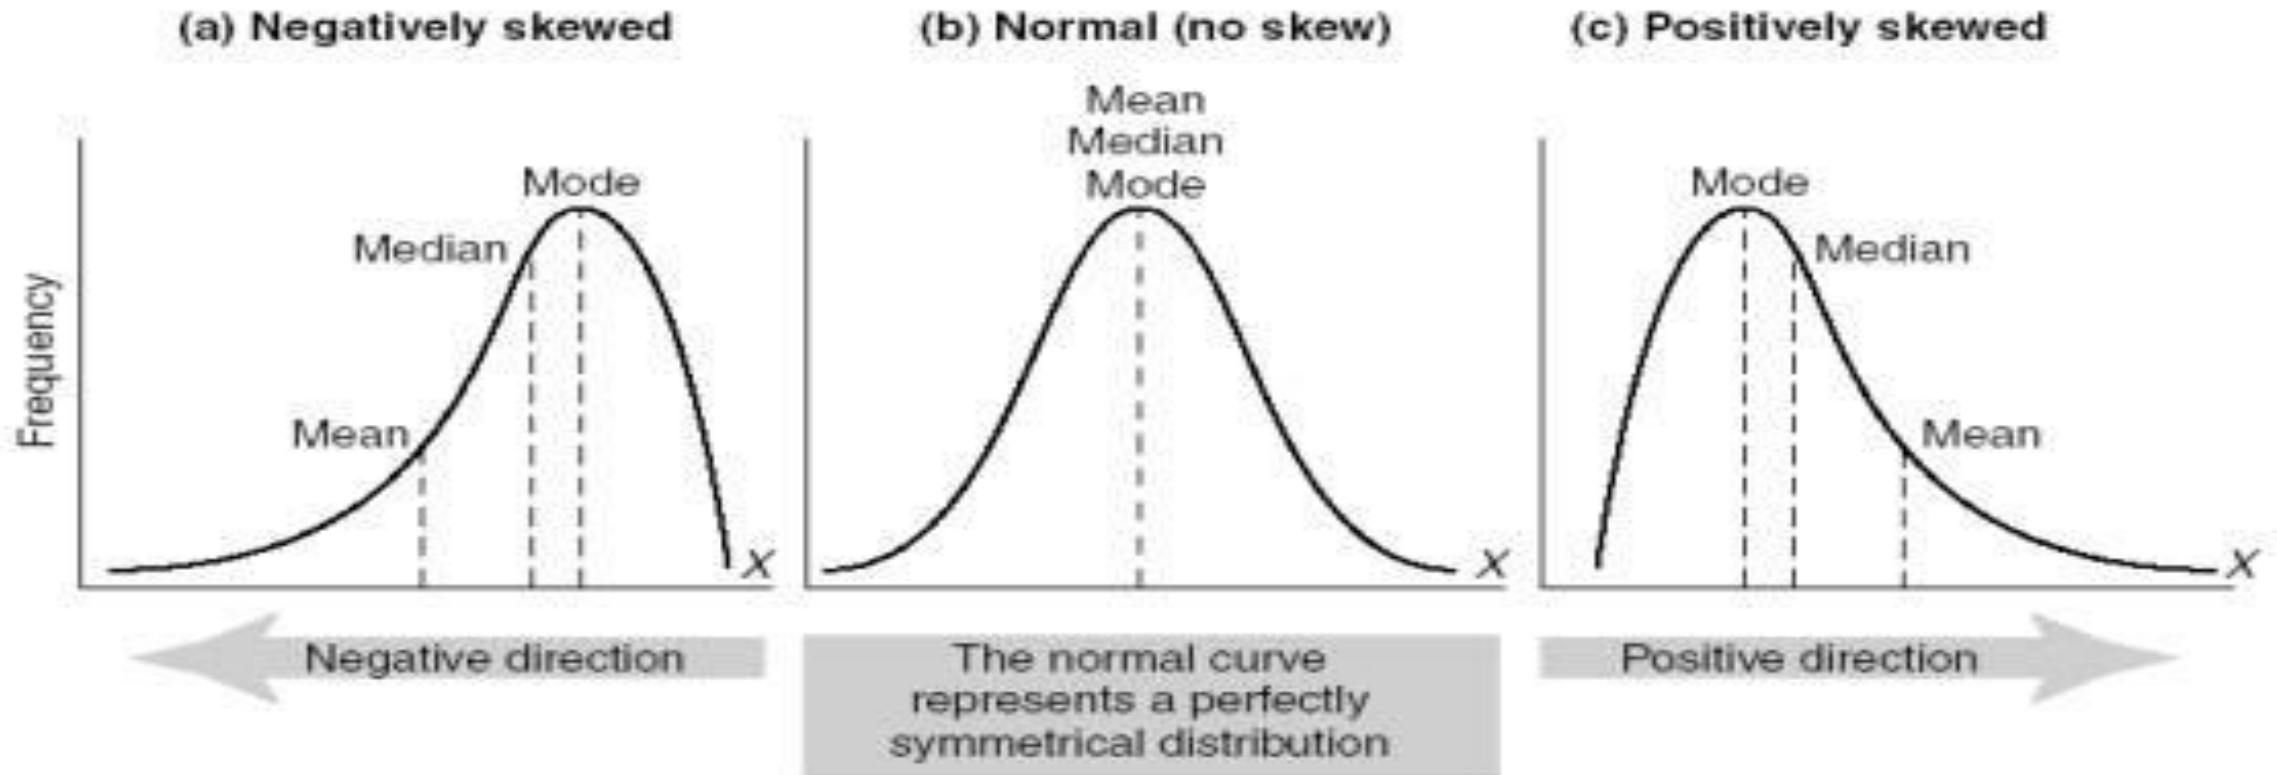 (a) Negatively skewed
(b) Normal (no skew)
(c) Positively skewed
Frequency
Mode
Median
Mean
X
Negative direction
Mean
Median
Mode
X
The normal curve
represents a perfectly
symmetrical distribution
Mode
Median
Mean
X
Positive direction